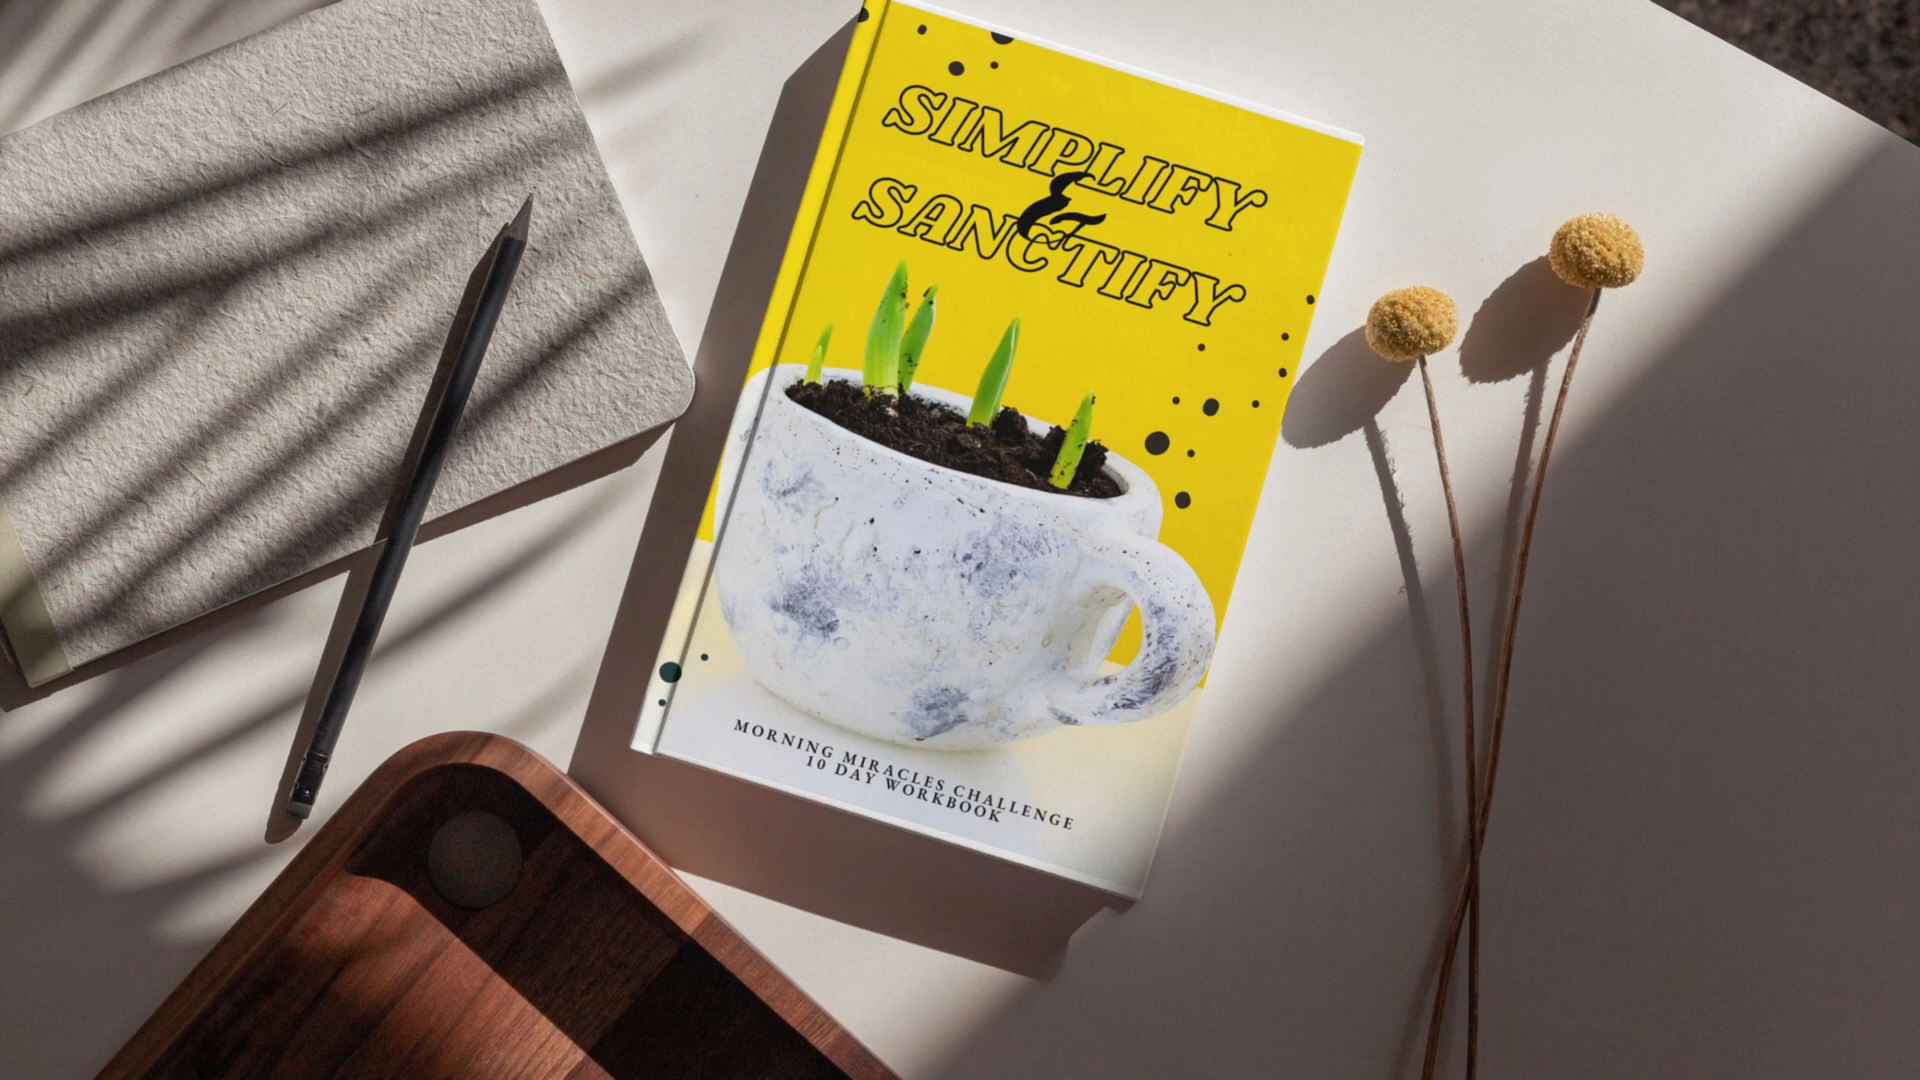 SIMPLIFY
&
SANCTIFY
MORNING MIRACLES CHALLENGE
10 DAY WORKBOOK